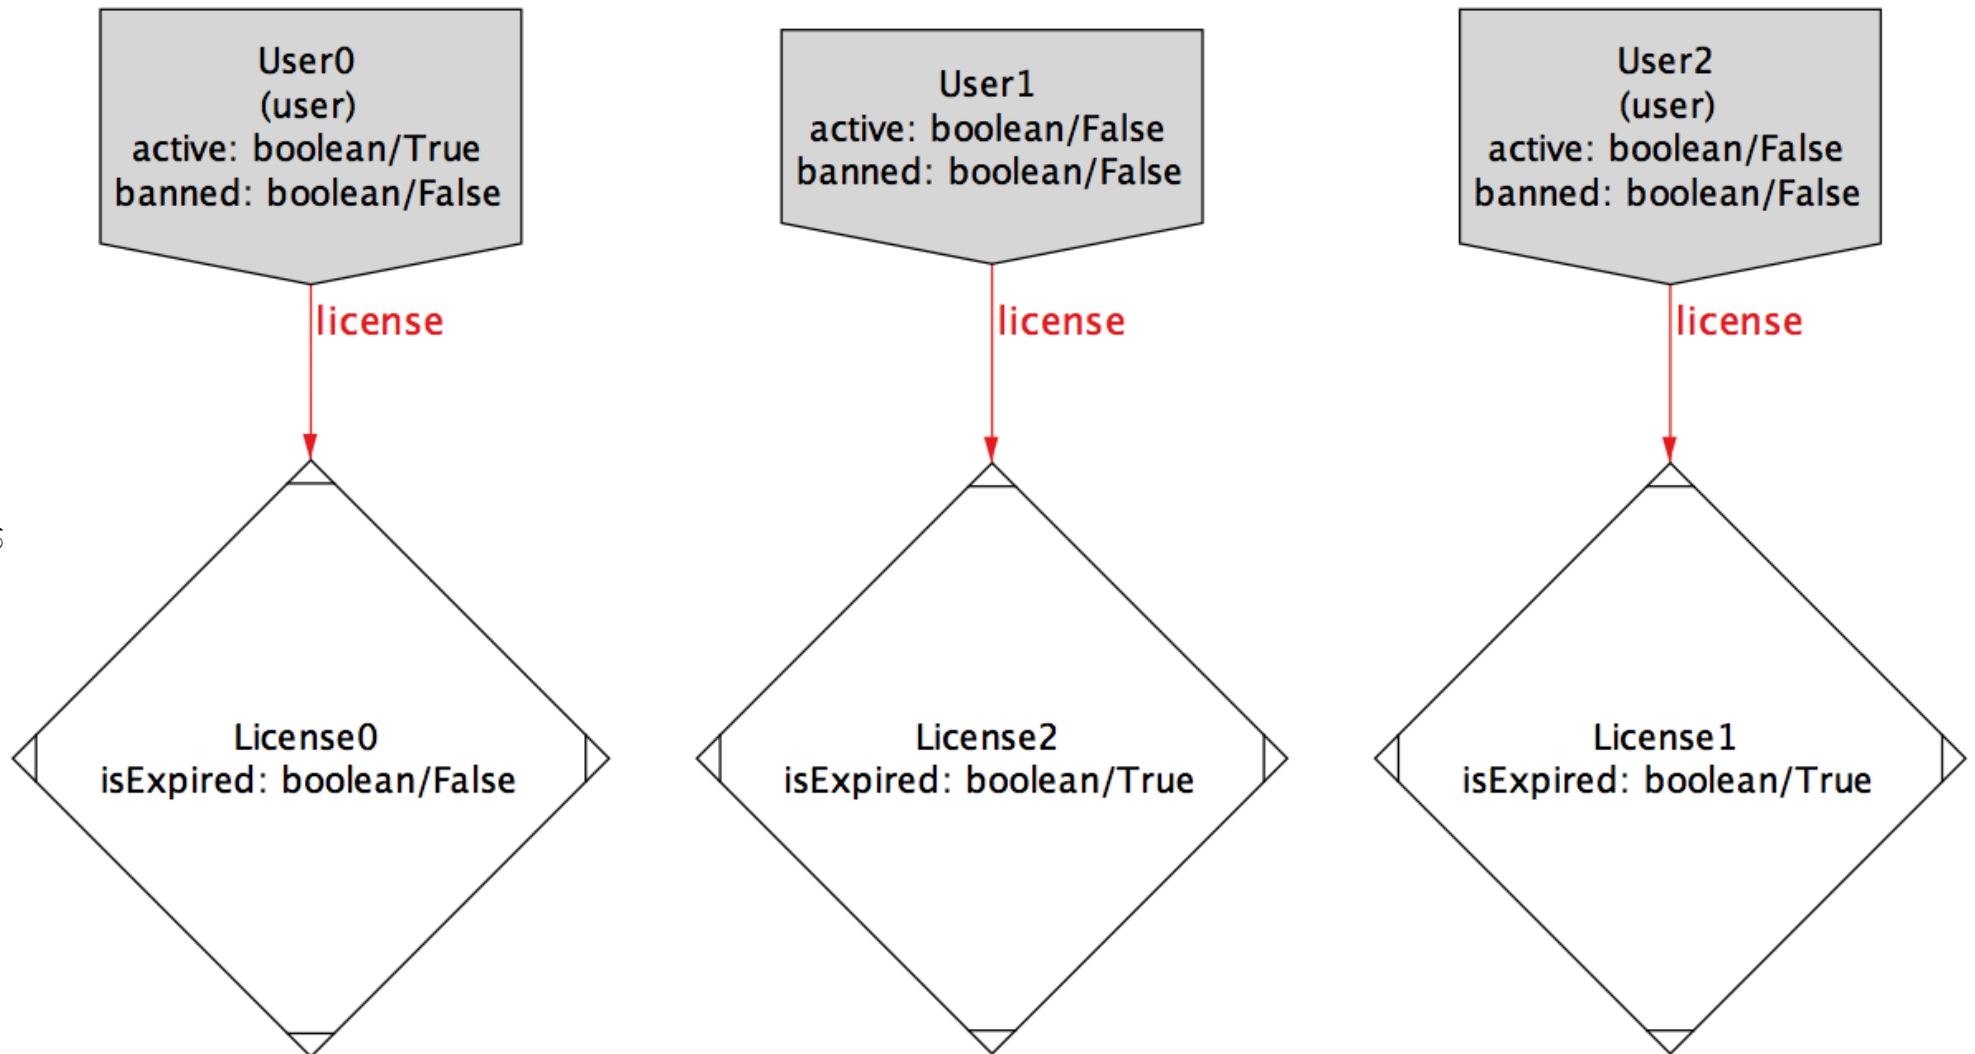 User0
(user)
active: boolean/True
banned: boolean/False
User1
active: boolean/False
banned: boolean/False
User2
(user)
active: boolean/False
banned: boolean/False
license
license
license
License0
isExpired: boolean/False
License2
isExpired: boolean/True
License1
isExpired: boolean/True